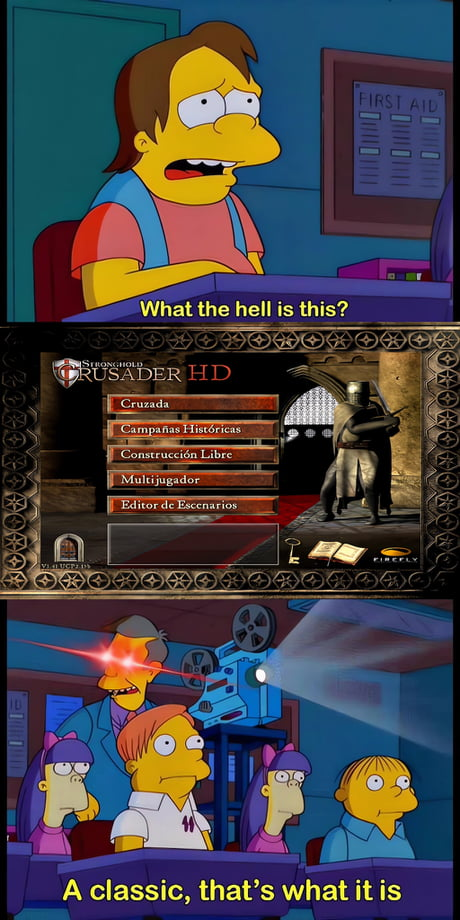 FIRST AID
What the hell is this?
STRONGHOLD
CRUSADER HD
Cruzada
Campañas Históricas
Construcción Libre
Multijugador
Editor de Escenarios
FIREFLY
A classic, that's what it is